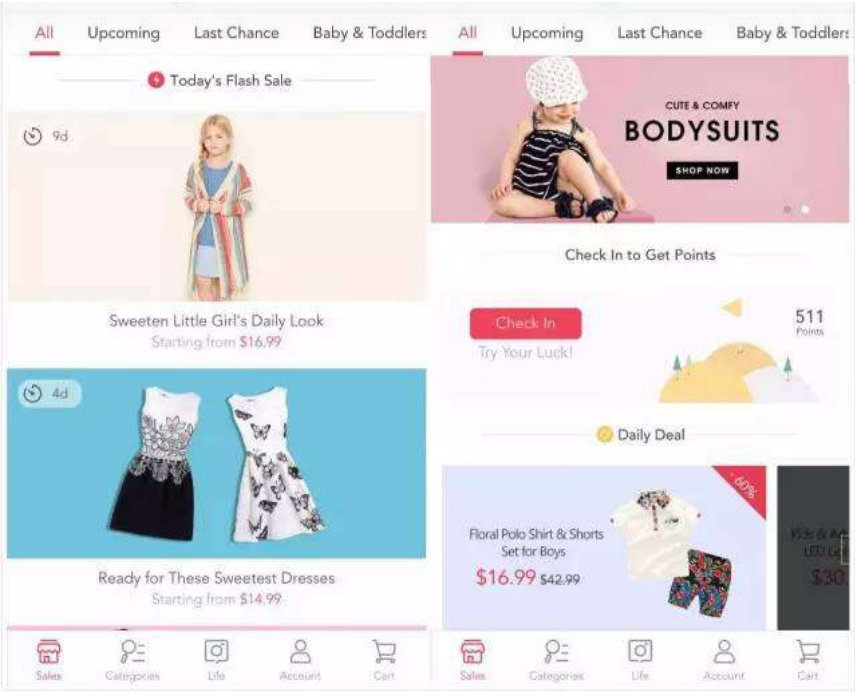 All Upcoming Last Chance Baby & Toddlers
Today's Flash Sale
9d
Sweeten Little Girl's Daily Look
Starting from $16.99
4d
Ready for These Sweetest Dresses
Starting from $14.99
Sales Categories Life Account Cart
All Upcoming Last Chance Baby & Toddlers
CUTE & COMFY
BODYSUITS
SHOP NOW
Check In to Get Points
Check In
Try Your Luck!
511
Points
Daily Deal
- 60%
Floral Polo Shirt & Shorts
Set for Boys
$16.99 $42.99
Kids &
LED
$30.
Sales Categories Life Account Cart